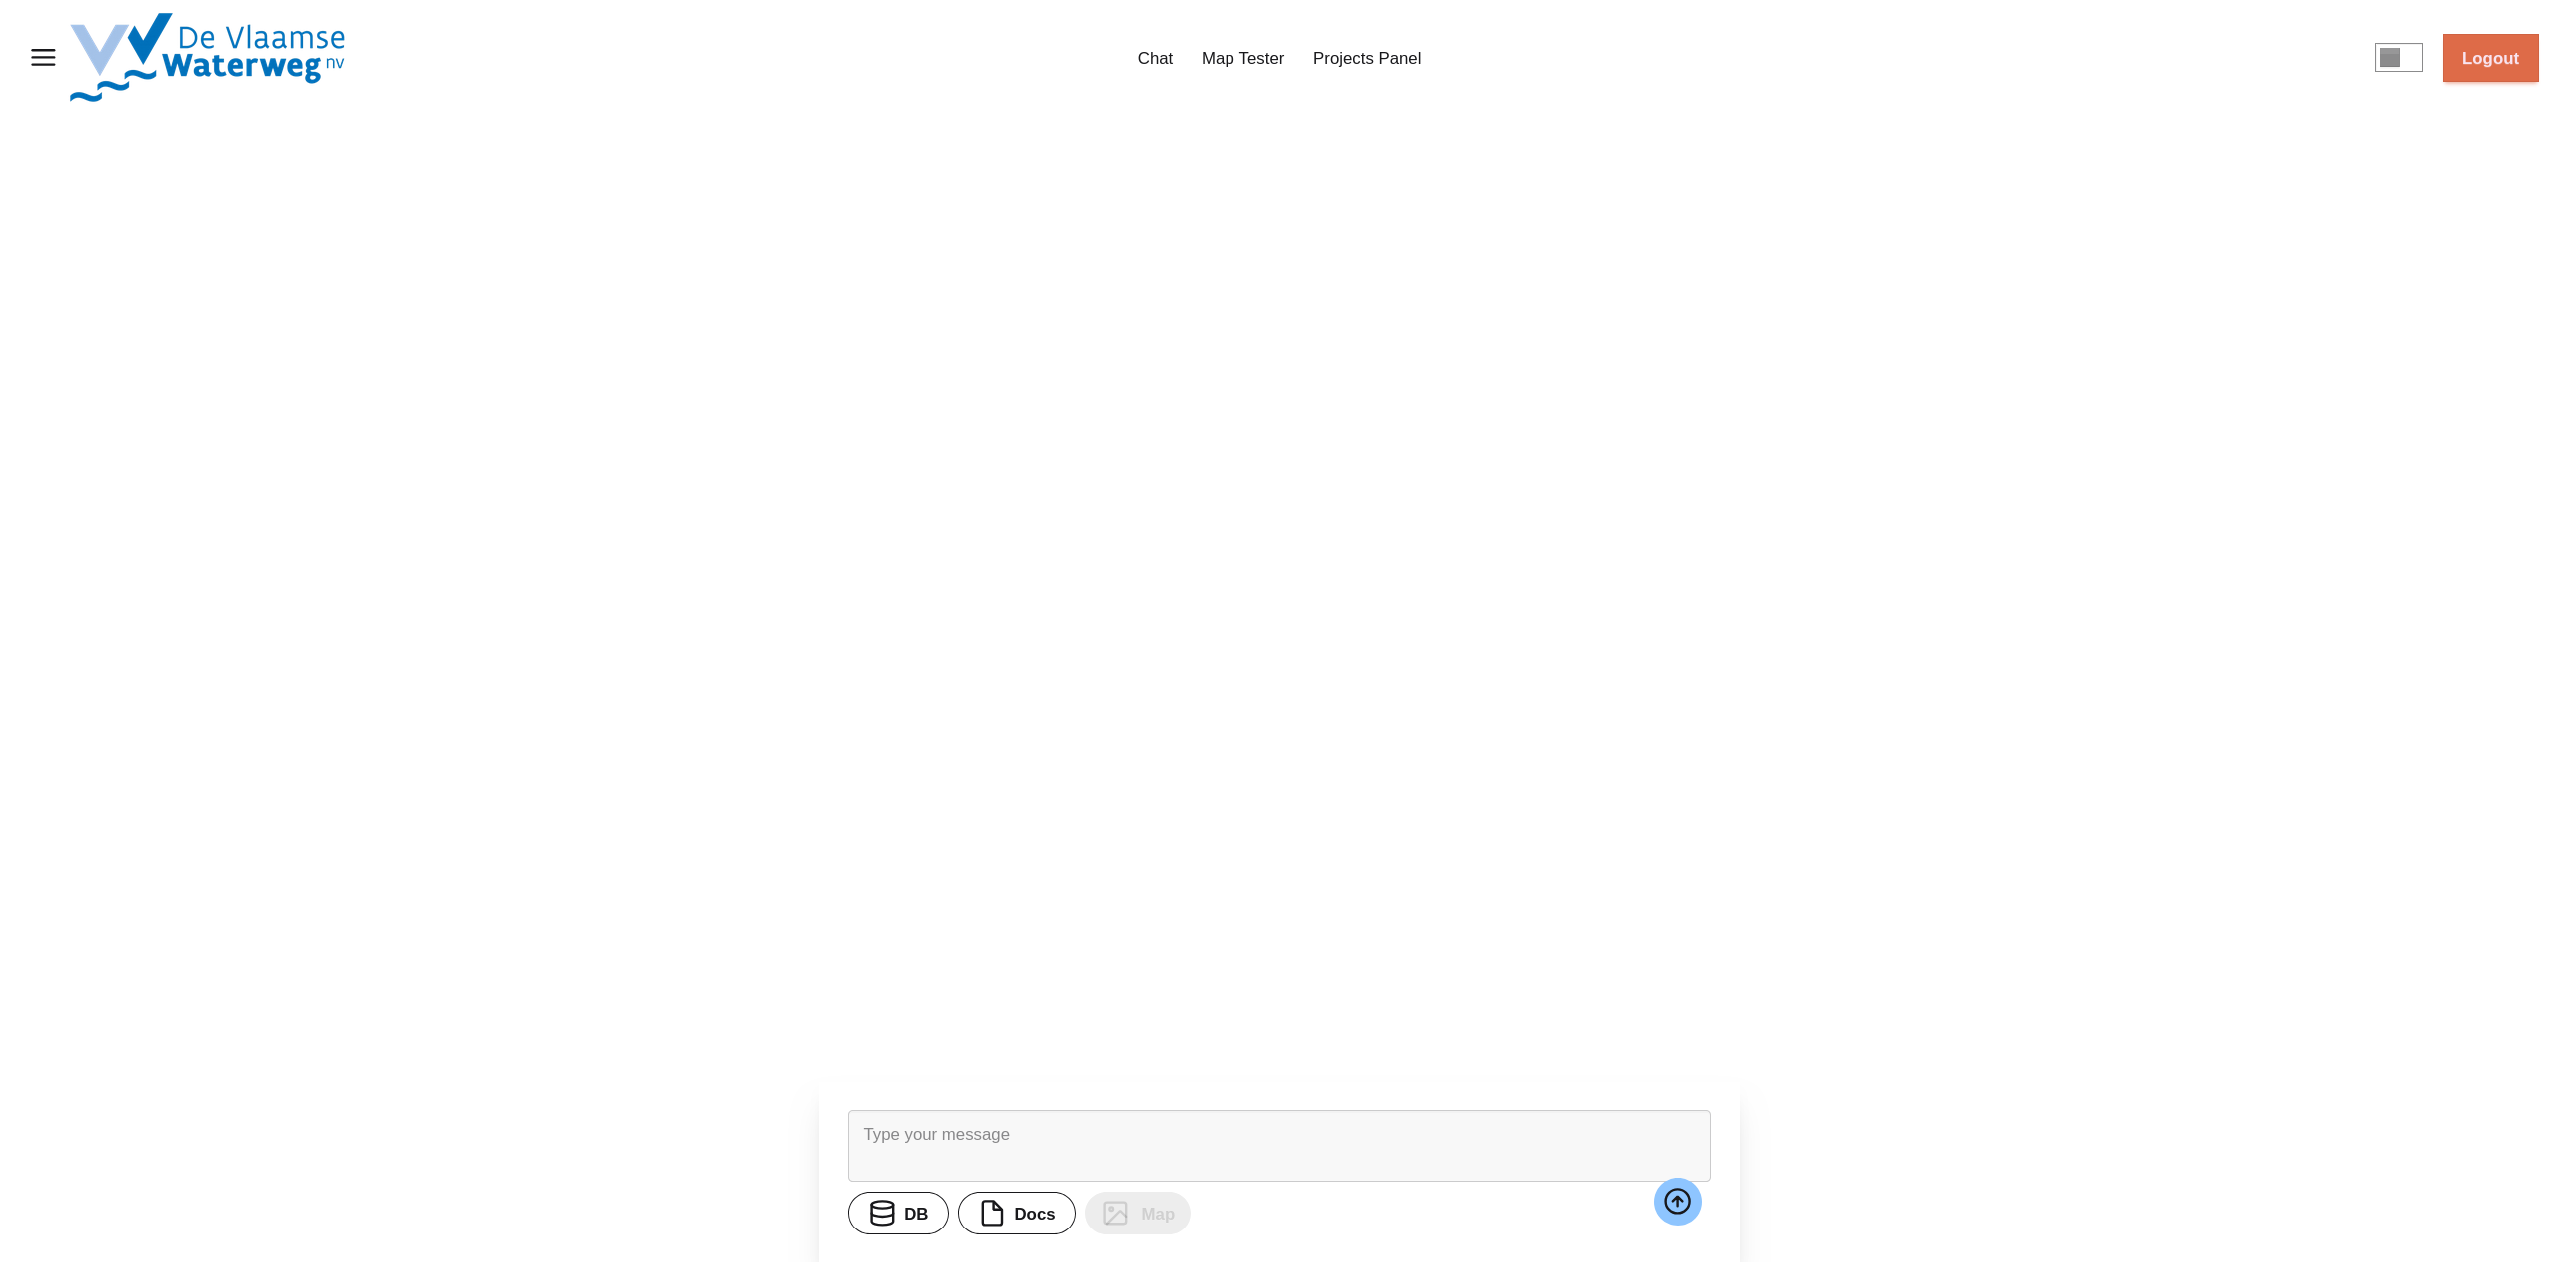 De Vlaamse
Waterweg nv
Chat Map Tester Projects Panel
Logout
Type your message
DB Docs Map